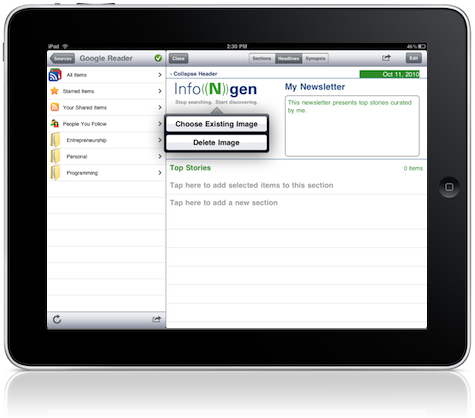 iPad
2:30 PM
46%
Sources
Google Reader
All Items
Starred Items
Your Shared Items
People You Follow
Entrepreneurship
Personal
Programming
Close
Sections
Headlines
Synopsis
Edit
- Collapse Header
Oct 11, 2010
Info((N))gen
Stop searching. Start discovering.
My Newsletter
This newsletter presents top stories curated
by me.
Choose Existing Image
Delete Image
Top Stories
0 items
Tap here to add selected items to this section
Tap here to add a new section